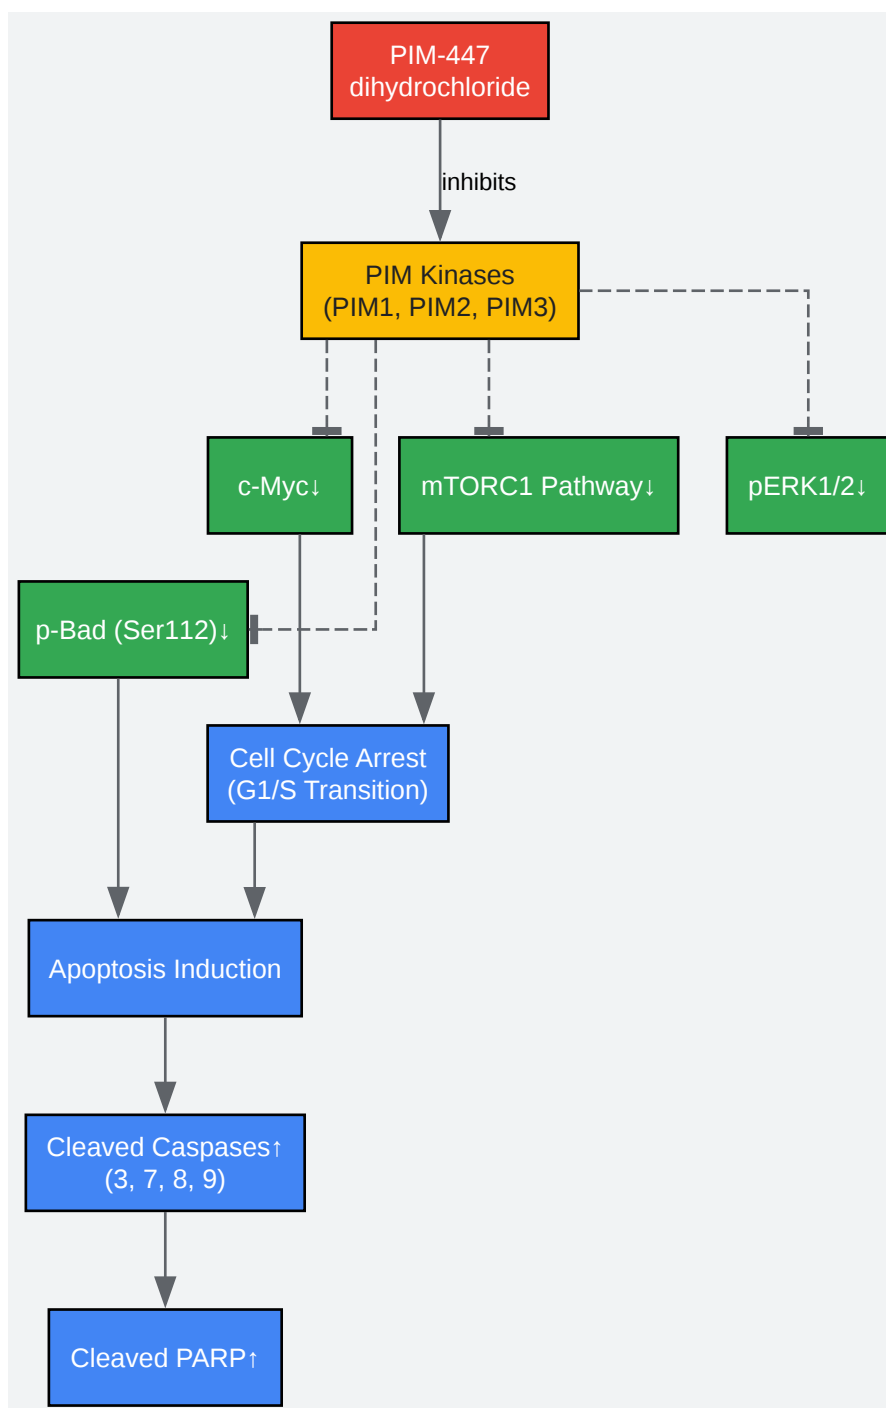 PIM-447
dihydrochloride
inhibits
PIM Kinases
(PIM1, PIM2, PIM3)
c-Myc↓
mTORC1 Pathway↓
pERK1/2↓
p-Bad (Ser112)↓
Cell Cycle Arrest
(G1/S Transition)
Apoptosis Induction
Cleaved Caspases↑
(3, 7, 8, 9)
Cleaved PARP↑